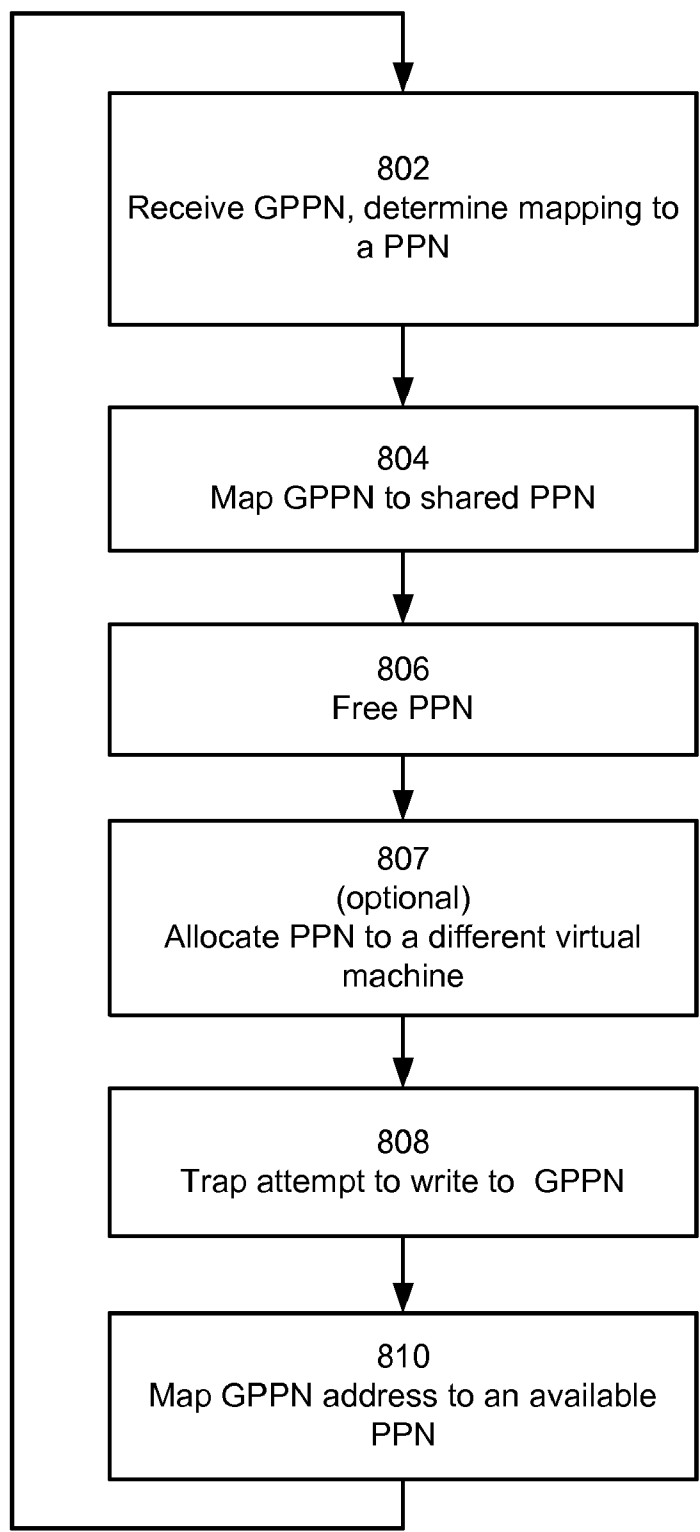 802
Receive GPPN, determine mapping to
a PPN
804
Map GPPN to shared PPN
806
Free PPN
807
(optional)
Allocate PPN to a different virtual
machine
808
Trap attempt to write to GPPN
810
Map GPPN address to an available
PPN